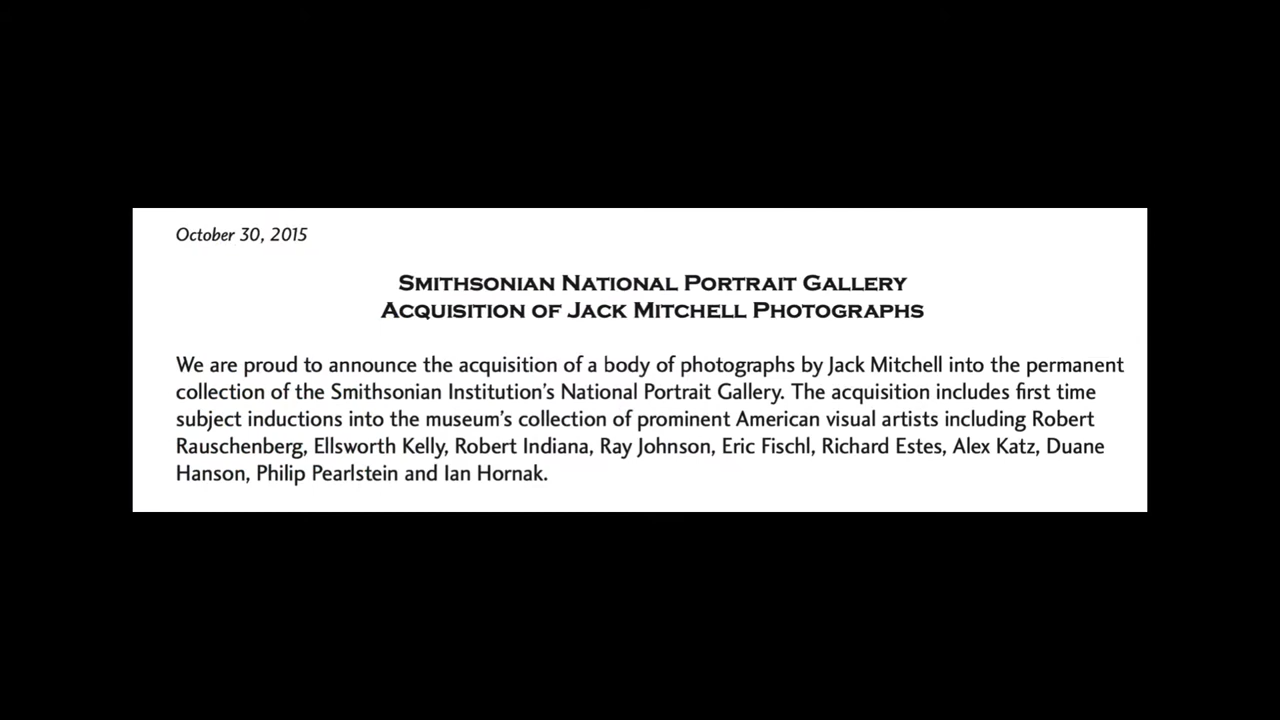 October 30, 2015
Smithsonian National Portrait Gallery
Acquisition of Jack Mitchell Photographs
We are proud to announce the acquisition of a body of photographs by Jack Mitchell into the permanent
collection of the Smithsonian Institution's National Portrait Gallery. The acquisition includes first time
subject inductions into the museum's collection of prominent American visual artists including Robert
Rauschenberg, Ellsworth Kelly, Robert Indiana, Ray Johnson, Eric Fischl, Richard Estes, Alex Katz, Duane
Hanson, Philip Pearlstein and Ian Hornak.